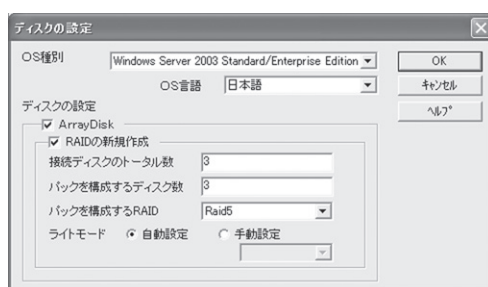 ディスクの設定
OS種別 Windows Server 2003 Standard/Enterprise Edition
OK
OS言語 日本語
キャンセル
ディスクの設定
ヘルプ
ArrayDisk
RAIDの新規作成
接続ディスクのトータル数 3
パックを構成するディスク数 3
パックを構成するRAID Raid5
ライトモード 自動設定 手動設定